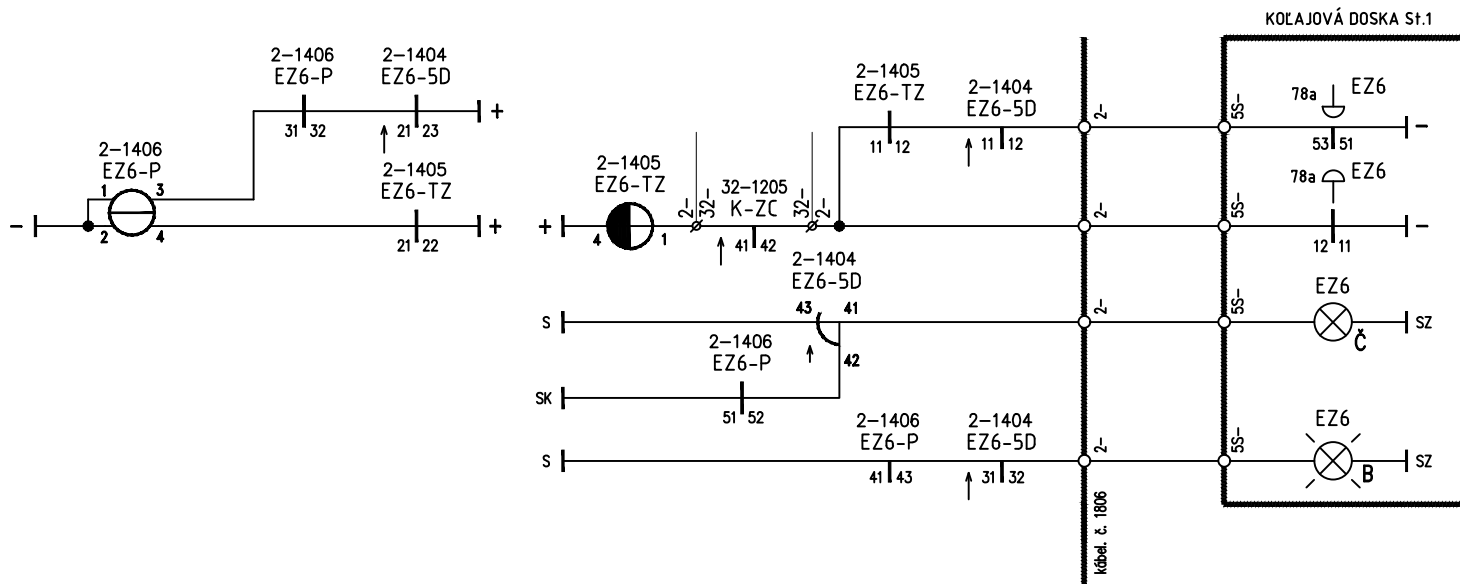 KOĽAJOVÁ DOSKA St.1
2-1406
EZ6-P
31 32
2-1404
EZ6-5D
21 23
+
2-1406
EZ6-P
1 3
2 4
-
2-1405
EZ6-TZ
21 22
+
2-1405
EZ6-TZ
11 12
2-1404
EZ6-5D
11 12
2-
5S-
78a EZ6
53 51
-
+
2-1405
EZ6-TZ
4 1
2-
32-
32-1205
K-ZC
41 42
32-
2-
2-
5S-
78a EZ6
12 11
-
2-1404
EZ6-5D
S
43 41
42
2-
5S-
EZ6
Č
SZ
2-1406
EZ6-P
SK
51 52
2-1406
EZ6-P
S
41 43
2-1404
EZ6-5D
31 32
2-
5S-
EZ6
B
SZ
kábel. č. 1806